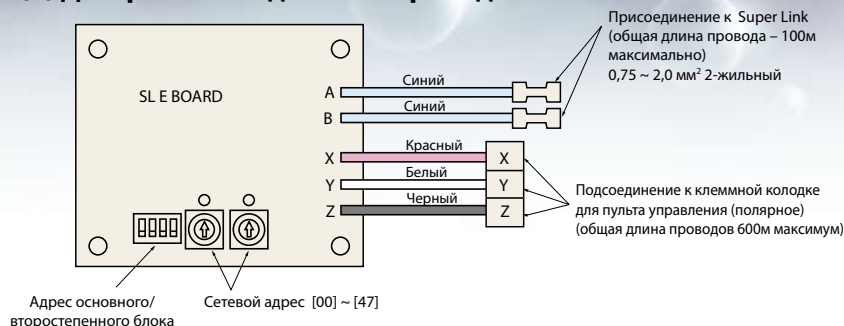 Присоединение к Super Link
(общая длина провода – 100м
максимально)
0,75 ~ 2,0 мм² 2-жильный
SL E BOARD
A
Синий
B
Синий
X
Красный
X
Y
Белый
Y
Z
Черный
Z
Подсоединение к клеммной колодке
для пульта управления (полярное)
(общая длина проводов 600м максимум)
Адрес основного/
второстепенного блока
Сетевой адрес [00] ~ [47]